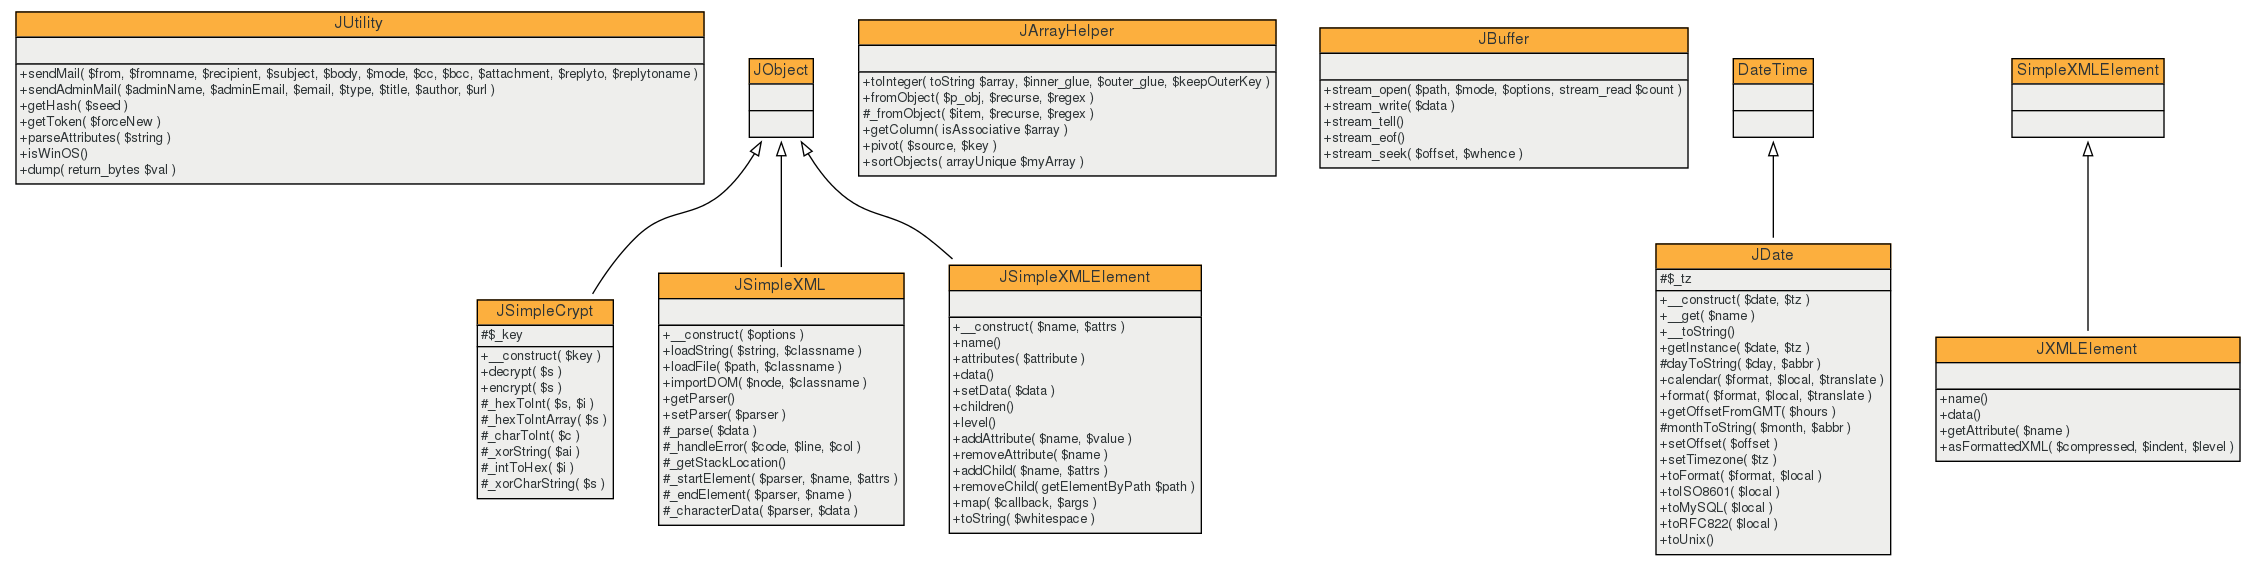 JUtility
+sendMail( $from, $fromname, $recipient, $subject, $body, $mode, $cc, $bcc, $attachment, $replyto, $replytoname )
+sendAdminMail( $adminName, $adminEmail, $email, $type, $title, $author, $url )
+getHash( $seed )
+getToken( $forceNew )
+parseAttributes( $string )
+isWinOS()
+dump( return_bytes $val )
JObject
JArrayHelper
+toInteger( toString $array, $inner_glue, $outer_glue, $keepOuterKey )
+fromObject( $p_obj, $recurse, $regex )
#_fromObject( $item, $recurse, $regex )
+getColumn( isAssociative $array )
+pivot( $source, $key )
+sortObjects( arrayUnique $myArray )
JBuffer
+stream_open( $path, $mode, $options, stream_read $count )
+stream_write( $data )
+stream_tell()
+stream_eof()
+stream_seek( $offset, $whence )
DateTime
SimpleXMLElement
JSimpleCrypt
#$_key
+__construct( $key )
+decrypt( $s )
+encrypt( $s )
#_hexToInt( $s, $i )
#_hexToIntArray( $s )
#_charToInt( $c )
#_xorString( $ai )
#_intToHex( $i )
#_xorCharString( $s )
JSimpleXML
+__construct( $options )
+loadString( $string, $classname )
+loadFile( $path, $classname )
+importDOM( $node, $classname )
+getParser()
+setParser( $parser )
#_parse( $data )
#_handleError( $code, $line, $col )
#_getStackLocation()
#_startElement( $parser, $name, $attrs )
#_endElement( $parser, $name )
#_characterData( $parser, $data )
JSimpleXMLElement
+__construct( $name, $attrs )
+name()
+attributes( $attribute )
+data()
+setData( $data )
+children()
+level()
+addAttribute( $name, $value )
+removeAttribute( $name )
+addChild( $name, $attrs )
+removeChild( getElementByPath $path )
+map( $callback, $args )
+toString( $whitespace )
JDate
#$_tz
+__construct( $date, $tz )
+__get( $name )
+__toString()
+getInstance( $date, $tz )
#dayToString( $day, $abbr )
+calendar( $format, $local, $translate )
+format( $format, $local, $translate )
+getOffsetFromGMT( $hours )
#monthToString( $month, $abbr )
+setOffset( $offset )
+setTimezone( $tz )
+toFormat( $format, $local )
+toISO8601( $local )
+toMySQL( $local )
+toRFC822( $local )
+toUnix()
JXMLElement
+name()
+data()
+getAttribute( $name )
+asFormattedXML( $compressed, $indent, $level )